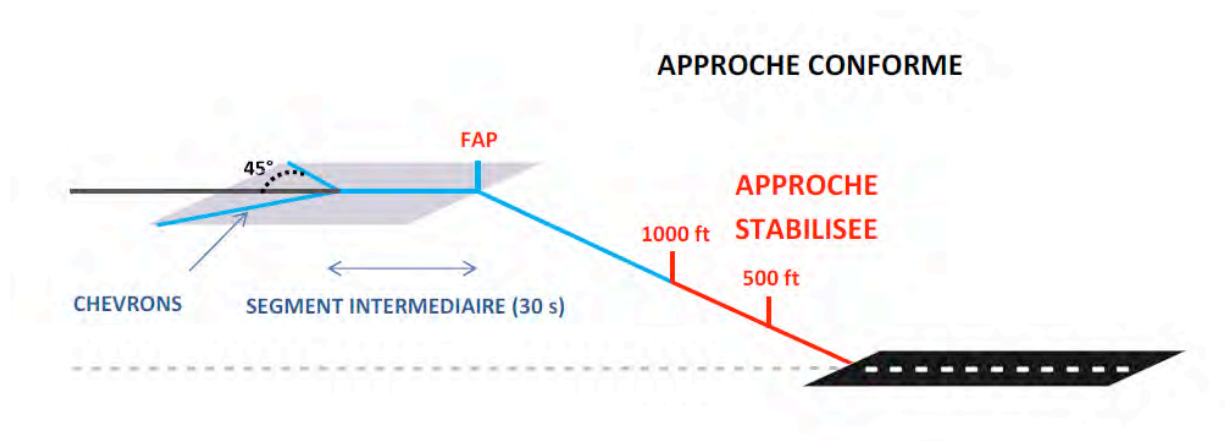 APPROCHE CONFORME
FAP
45°
APPROCHE
STABILISEE
1000 ft
500 ft
CHEVRONS
SEGMENT INTERMEDIAIRE (30 s)